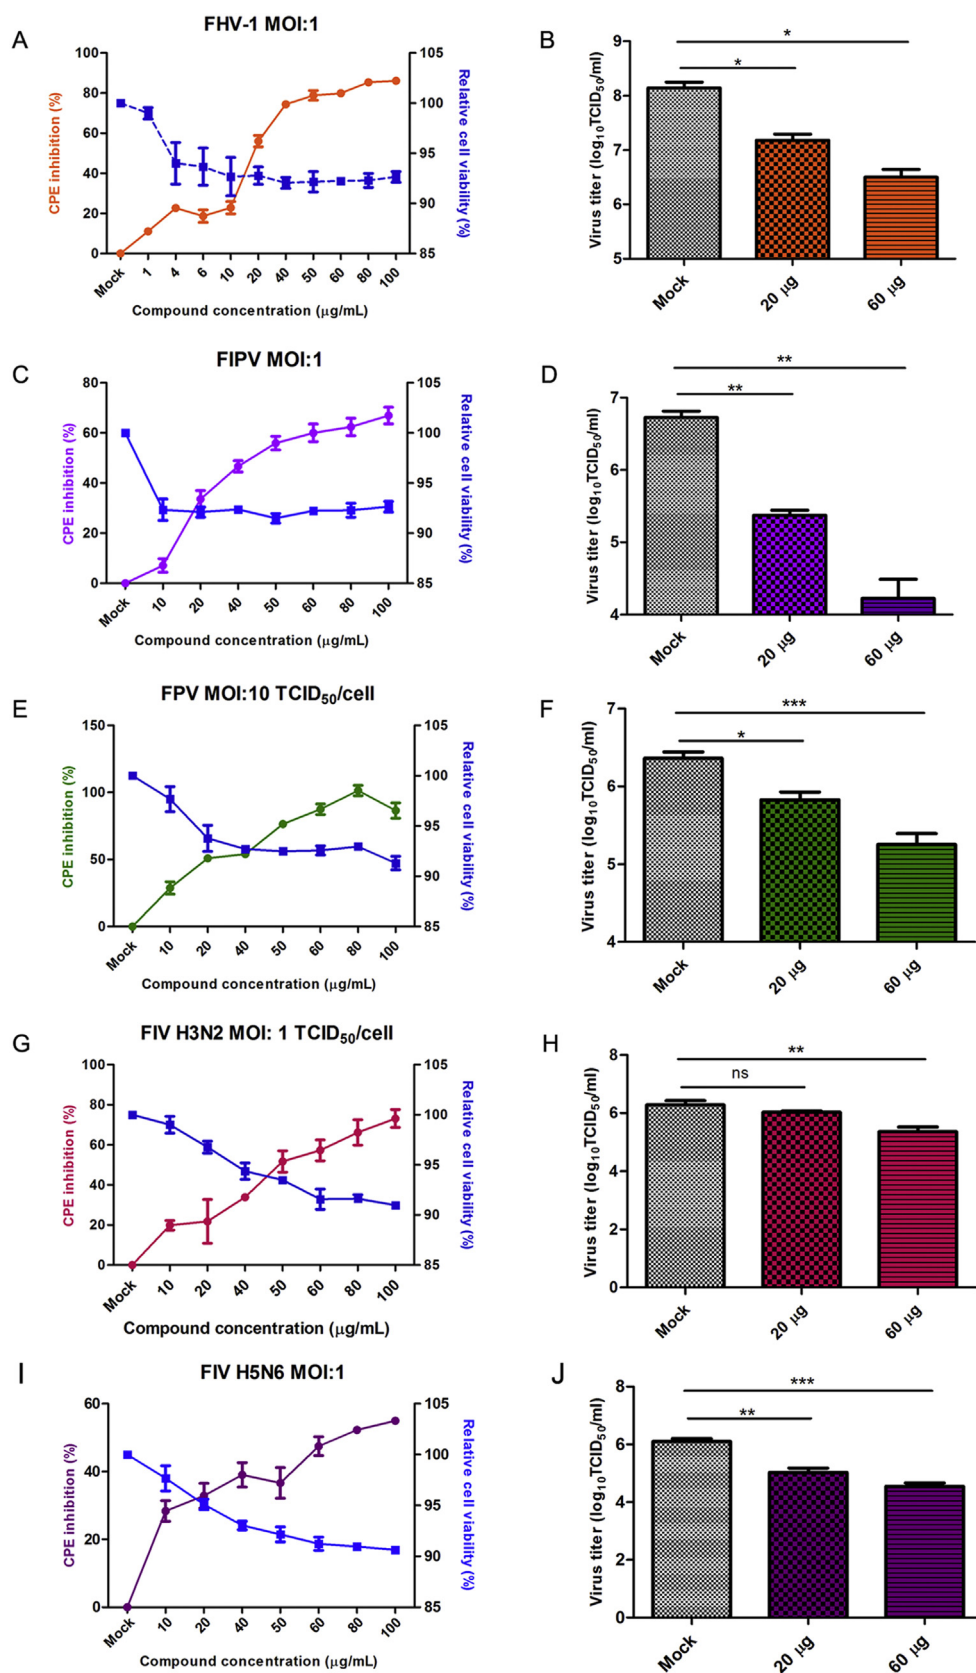 A
FHV-1 MOI:1
CPE inhibition (%)
100
80
60
40
20
0
105
100
95
90
85
Relative cell viability (%)
Mock 1 4 6 10 20 40 50 60 80 100
Compound concentration (μg/mL)
B
Virus titer (log10TCID50/ml)
9
8
7
6
5
*
*
Mock 20 μg 60 μg
C
FIPV MOI:1
CPE inhibition (%)
80
60
40
20
0
105
100
95
90
85
Relative cell viability (%)
Mock 10 20 40 50 60 80 100
Compound concentration (μg/mL)
D
Virus titer (log10TCID50/ml)
7
6
5
4
**
**
Mock 20 μg 60 μg
E
FPV MOI:10 TCID50/cell
CPE inhibition (%)
150
100
50
0
105
100
95
90
85
Relative cell viability (%)
Mock 10 20 40 50 60 80 100
Compound concentration (μg/mL)
F
Virus titer (log10TCID50/ml)
7
6
5
4
***
*
Mock 20 μg 60 μg
G
FIV H3N2 MOI: 1 TCID50/cell
CPE inhibition (%)
100
80
60
40
20
0
105
100
95
90
85
Relative cell viability (%)
Mock 10 20 40 50 60 80 100
Compound concentration (μg/mL)
H
Virus titer (log10TCID50/ml)
8
6
4
2
0
**
ns
Mock 20 μg 60 μg
I
FIV H5N6 MOI:1
CPE inhibition (%)
60
40
20
0
105
100
95
90
85
Relative cell viability (%)
Mock 10 20 40 50 60 80 100
Compound concentration (μg/mL)
J
Virus titer (log10TCID50/ml)
8
6
4
2
0
***
**
Mock 20 μg 60 μg